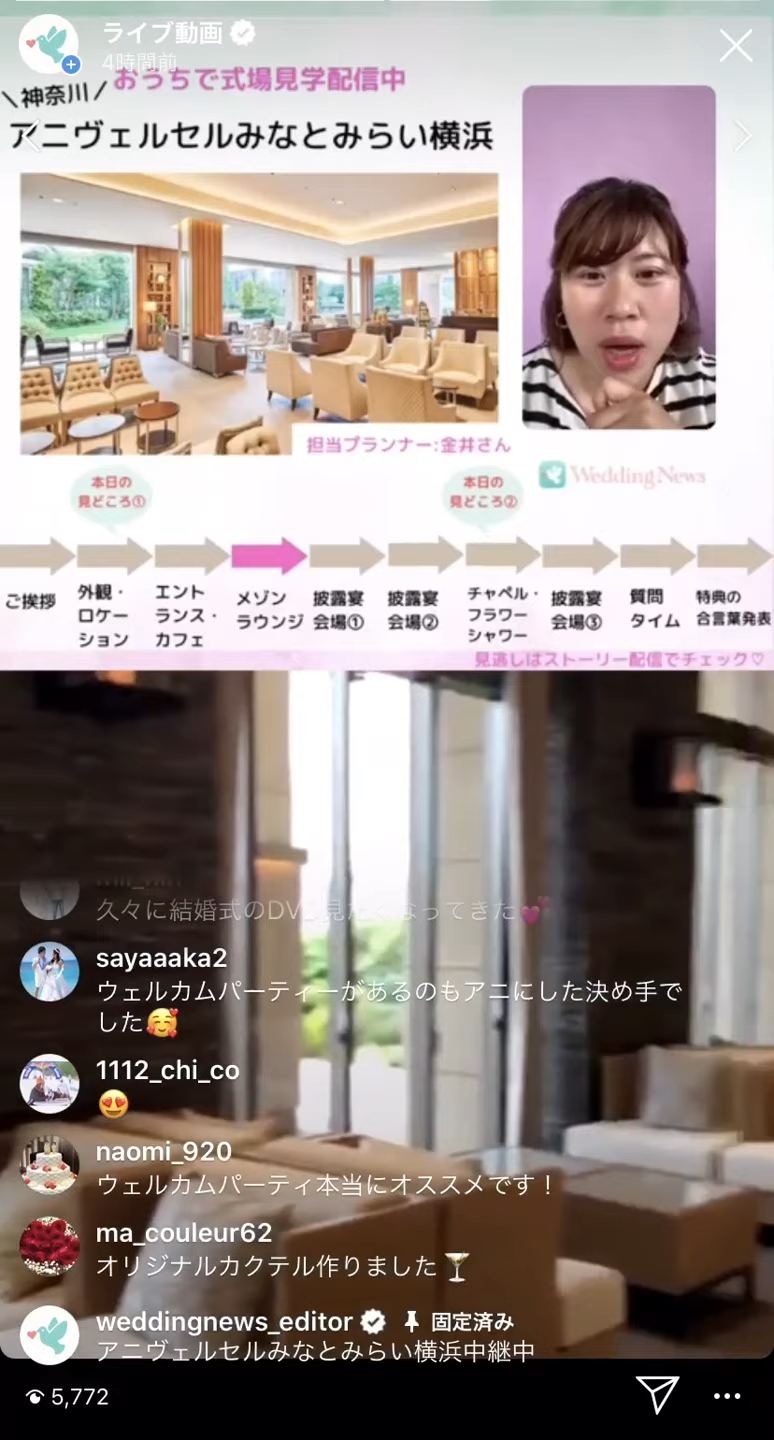 ライブ動画
4時間前
おうちで式場見学配信中
\神奈川/
アニヴェルセルみなとみらい横浜
担当プランナー:金井さん
WeddingNews
本日の
見どころ①
本日の
見どころ②
ご挨拶
外観・
ロケー
ション
エント
ランス・
カフェ
メゾン
ラウンジ
披露宴
会場①
披露宴
会場②
チャペル・
フラワー
シャワー
披露宴
会場③
質問
タイム
特典の
合言葉発表
見逃しはストーリー配信でチェック♡
久々に結婚式のDVD見たくなってきた💕
sayaaaka2
ウェルカムパーティーがあるのもアニにした決め手で
した🥰
1112_chi_co
😍
naomi_920
ウェルカムパーティ本当にオススメです！
ma_couleur62
オリジナルカクテル作りました🍸
weddingnews_editor 固定済み
アニヴェルセルみなとみらい横浜中継中
5,772